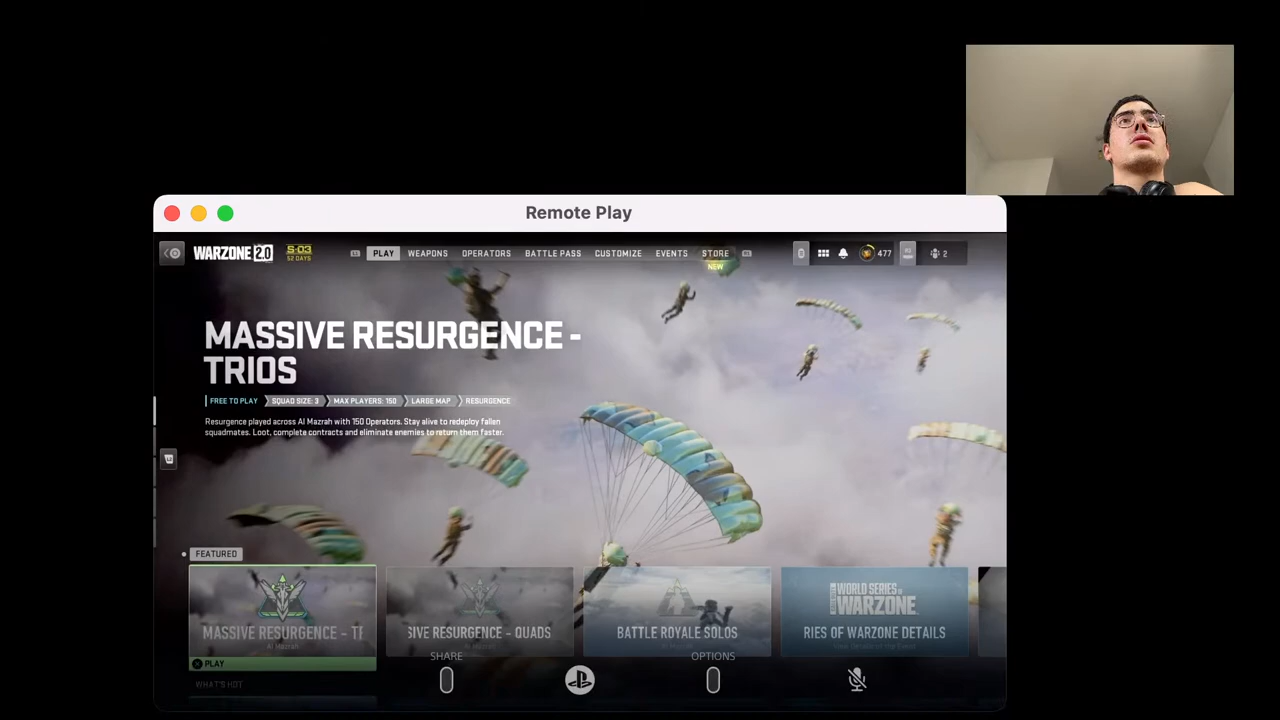 Remote Play
WARZONE 2.0
S-03
52 DAYS
PLAY
WEAPONS
OPERATORS
BATTLE PASS
CUSTOMIZE
EVENTS
STORE
NEW
477
2
MASSIVE RESURGENCE -
TRIOS
FREE TO PLAY
SQUAD SIZE: 3
MAX PLAYERS: 150
LARGE MAP
RESURGENCE
Resurgence played across Al Mazrah with 150 Operators. Stay alive to redeploy fallen
squadmates. Loot, complete contracts and eliminate enemies to return them faster.
FEATURED
MASSIVE RESURGENCE - TR
Al Mazrah
SIVE RESURGENCE - QUADS
BATTLE ROYALE SOLOS
WORLD SERIES OF
WARZONE
RIES OF WARZONE DETAILS
PLAY
WHAT'S HOT
SHARE
OPTIONS